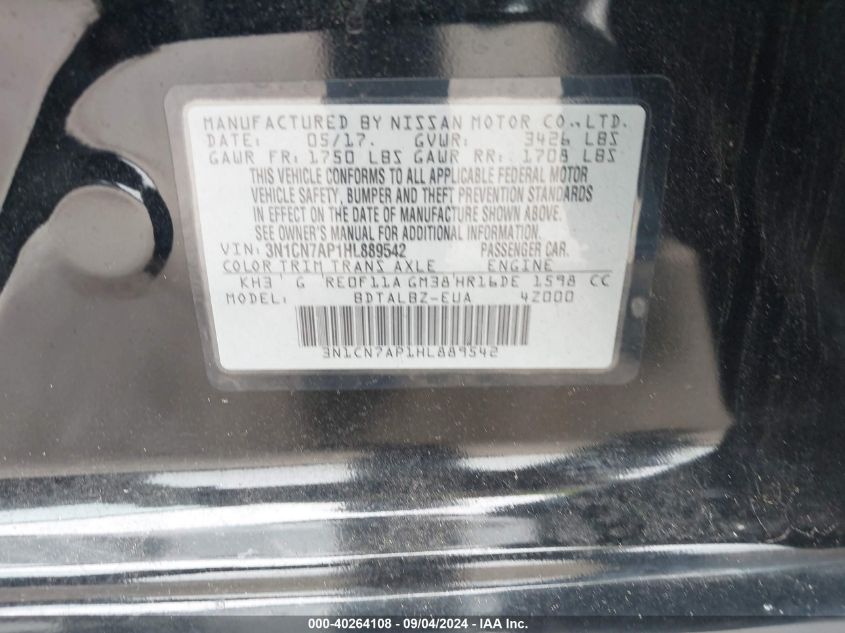 MANUFACTURED BY NISSAN MOTOR CO.,LTD.
DATE: 05/17. GVWR: 3426 LBS
GAWR FR: 1750 LBS GAWR RR: 1708 LBS
THIS VEHICLE CONFORMS TO ALL APPLICABLE FEDERAL MOTOR
VEHICLE SAFETY, BUMPER AND THEFT PREVENTION STANDARDS
IN EFFECT ON THE DATE OF MANUFACTURE SHOWN ABOVE.
SEE OWNER'S MANUAL FOR ADDITIONAL INFORMATION.
VIN: 3N1CN7AP1HL889542 PASSENGER CAR.
COLOR TRIM TRANS AXLE ENGINE
KH3 G RE0F11A GM38 HR16DE 1598 CC
MODEL: BDTALBZ-EUA 4Z000
3N1CN7AP1HL889542
000-40264108 - 09/04/2024 - IAA Inc.